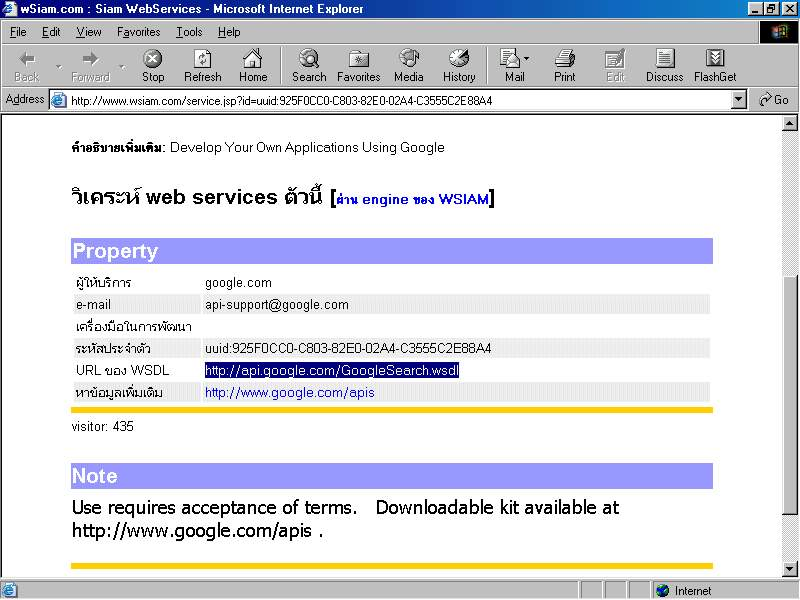 wSiam.com : Siam WebServices - Microsoft Internet Explorer
File Edit View Favorites Tools Help
Back Forward Stop Refresh Home Search Favorites Media History Mail Print Edit Discuss FlashGet
Address http://www.wsiam.com/service.jsp?id=uuid:925F0CC0-C803-82E0-02A4-C3555C2E88A4 Go
คำอธิบายเพิ่มเติม: Develop Your Own Applications Using Google
วิเคระห์ web services ตัวนี้ [ผ่าน engine ของ WSIAM]
Property
ผู้ให้บริการ google.com
e-mail api-support@google.com
เครื่องมือในการพัฒนา
ระหัสประจำตัว uuid:925F0CC0-C803-82E0-02A4-C3555C2E88A4
URL ของ WSDL http://api.google.com/GoogleSearch.wsdl
หาข้อมูลเพิ่มเติม http://www.google.com/apis
visitor: 435
Note
Use requires acceptance of terms. Downloadable kit available at
http://www.google.com/apis .
Internet